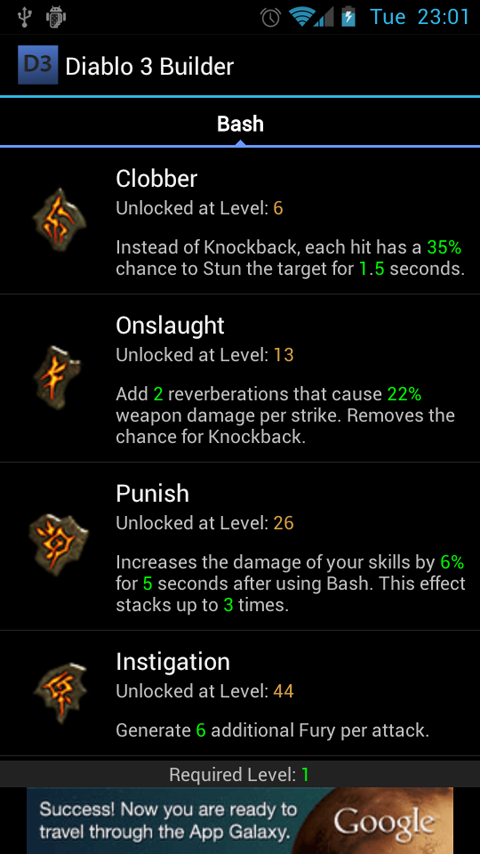 Tue 23:01
D3 Diablo 3 Builder
Bash
Clobber
Unlocked at Level: 6
Instead of Knockback, each hit has a 35%
chance to Stun the target for 1.5 seconds.
Onslaught
Unlocked at Level: 13
Add 2 reverberations that cause 22%
weapon damage per strike. Removes the
chance for Knockback.
Punish
Unlocked at Level: 26
Increases the damage of your skills by 6%
for 5 seconds after using Bash. This effect
stacks up to 3 times.
Instigation
Unlocked at Level: 44
Generate 6 additional Fury per attack.
Required Level: 1
Success! Now you are ready to
travel through the App Galaxy.
Google